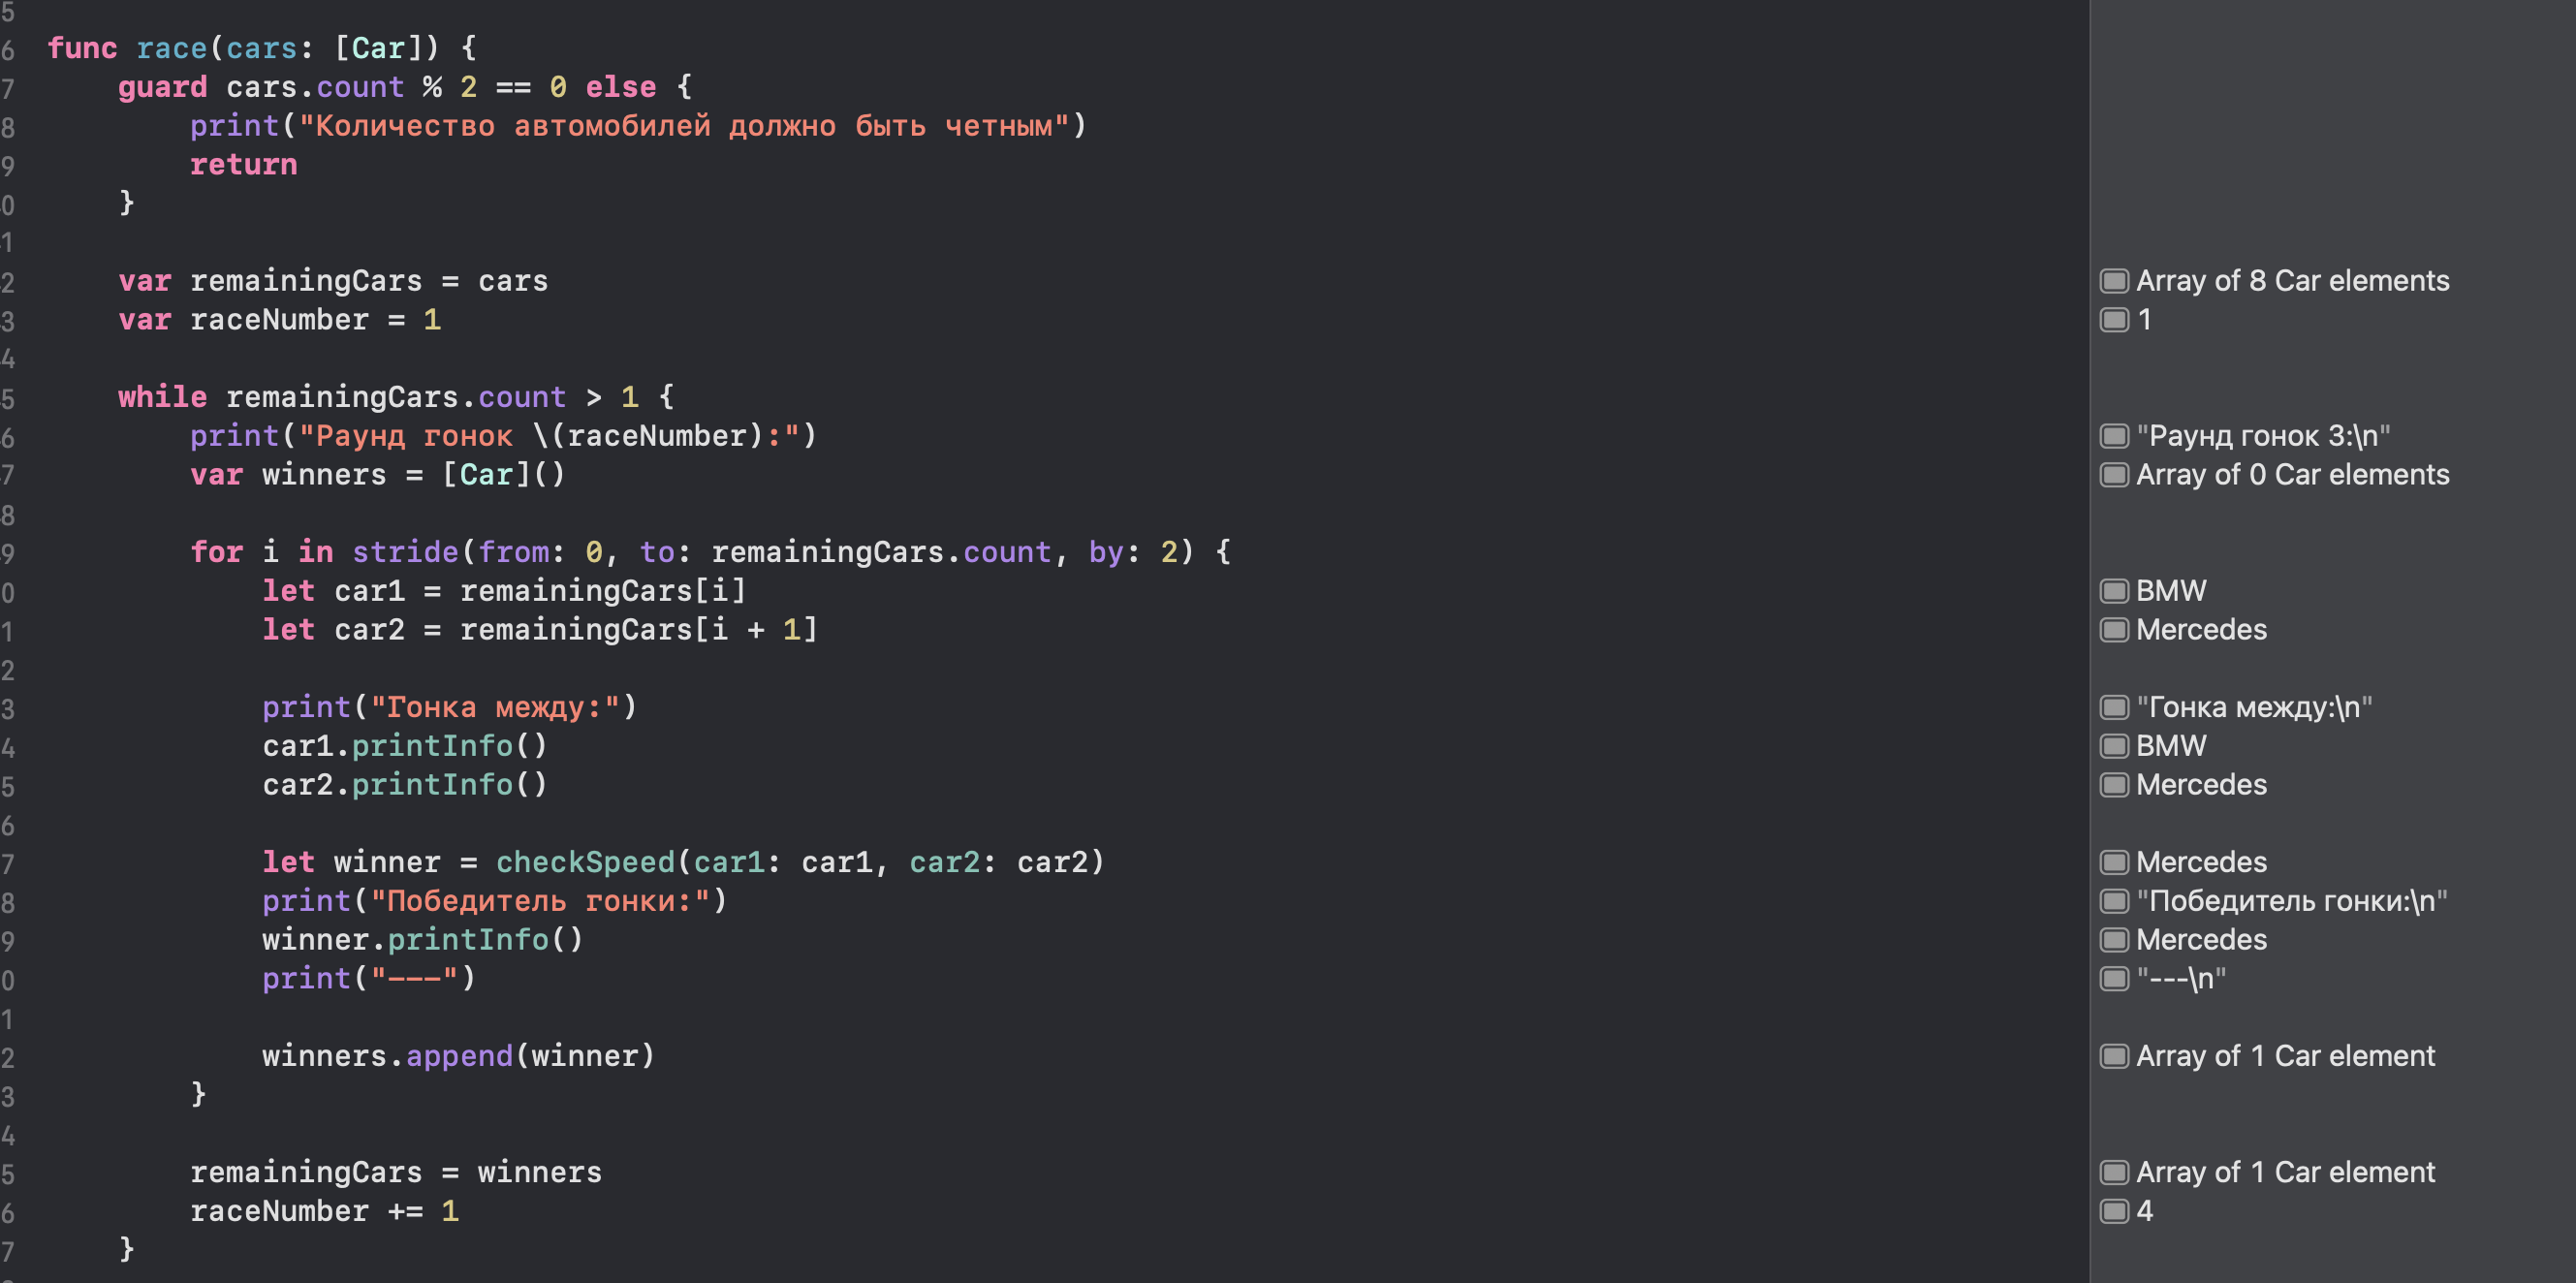 5
6 func race(cars: [Car]) {
7 guard cars.count % 2 == 0 else {
8 print("Количество автомобилей должно быть четным")
9 return
0 }
1
2 var remainingCars = cars Array of 8 Car elements
3 var raceNumber = 1 1
4
5 while remainingCars.count > 1 {
6 print("Раунд гонок \(raceNumber):") "Раунд гонок 3:\n"
7 var winners = [Car]() Array of 0 Car elements
8
9 for i in stride(from: 0, to: remainingCars.count, by: 2) {
0 let car1 = remainingCars[i] BMW
1 let car2 = remainingCars[i + 1] Mercedes
2
3 print("Гонка между:") "Гонка между:\n"
4 car1.printInfo() BMW
5 car2.printInfo() Mercedes
6
7 let winner = checkSpeed(car1: car1, car2: car2) Mercedes
8 print("Победитель гонки:") "Победитель гонки:\n"
9 winner.printInfo() Mercedes
0 print("---") "---\n"
1
2 winners.append(winner) Array of 1 Car element
3 }
4
5 remainingCars = winners Array of 1 Car element
6 raceNumber += 1 4
7 }